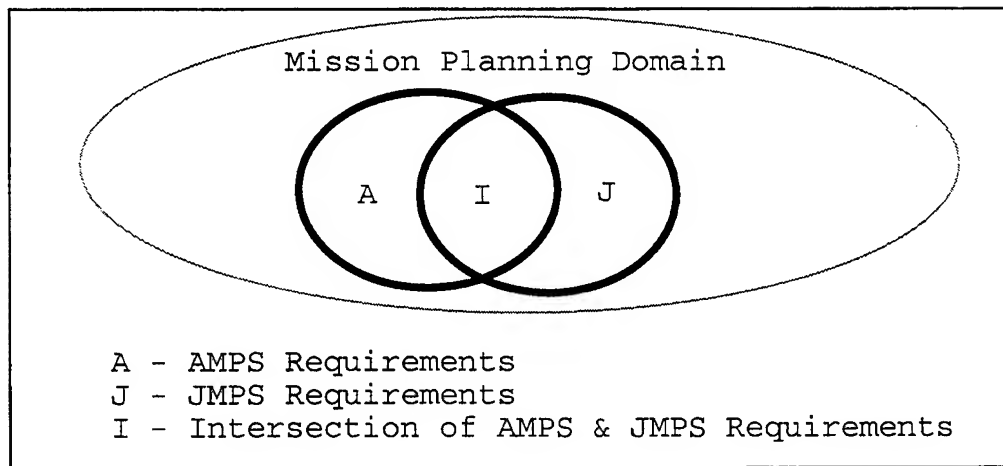 Mission Planning Domain
A I J
A - AMPS Requirements
J - JMPS Requirements
I - Intersection of AMPS & JMPS Requirements